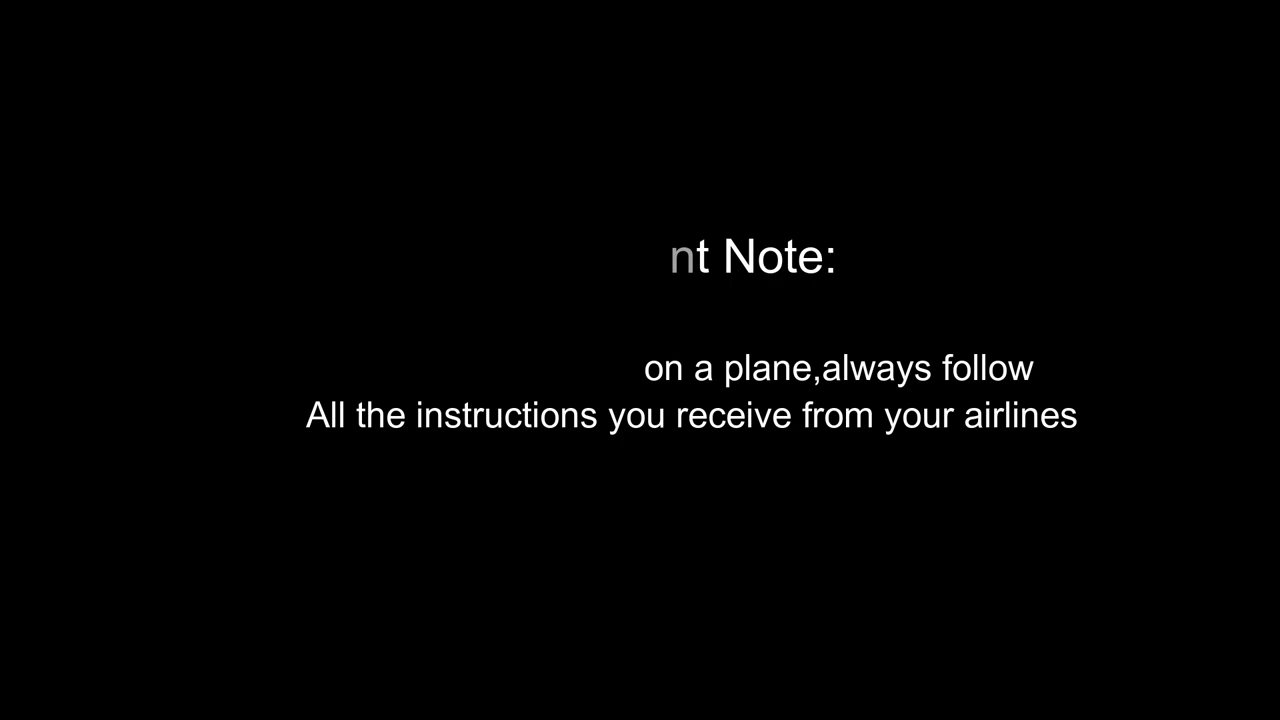 nt Note:
on a plane,always follow
All the instructions you receive from your airlines